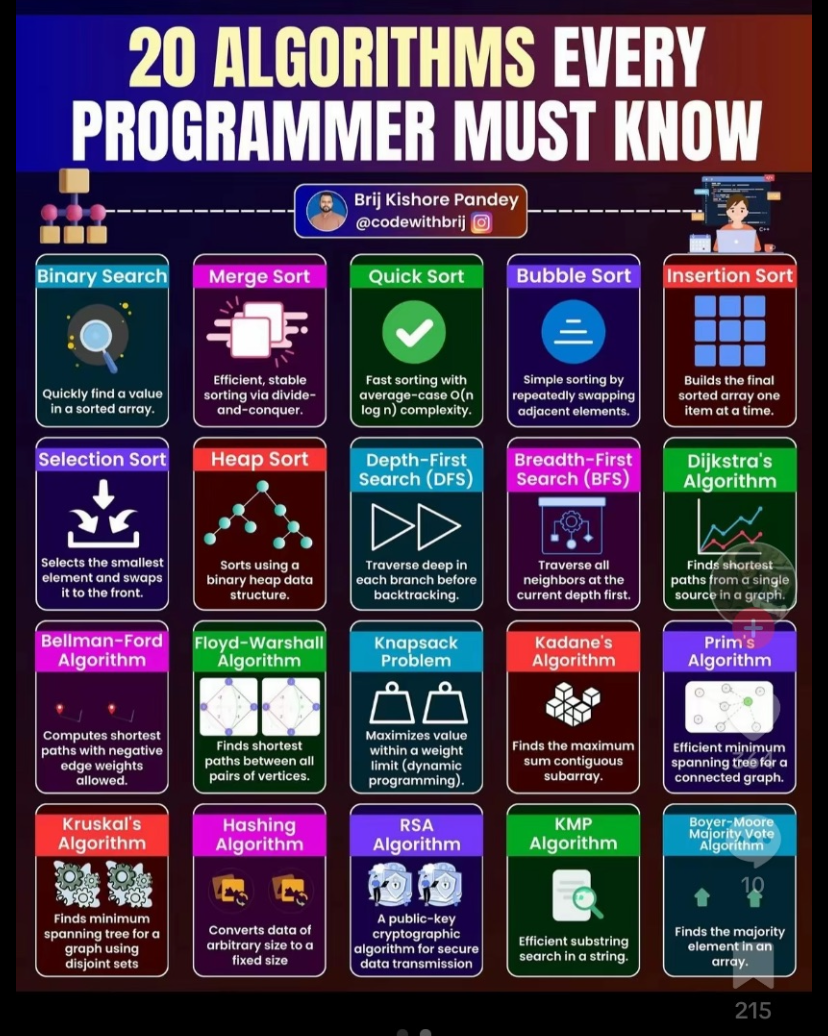 20 ALGORITHMS EVERY
PROGRAMMER MUST KNOW
Brij Kishore Pandey
@codewithbrij
C++
Binary Search
Quickly find a value
in a sorted array.
Merge Sort
Efficient, stable
sorting via divide-
and-conquer.
Quick Sort
Fast sorting with
average-case O(n
log n) complexity.
Bubble Sort
Simple sorting by
repeatedly swapping
adjacent elements.
Insertion Sort
Builds the final
sorted array one
item at a time.
Selection Sort
Selects the smallest
element and swaps
it to the front.
Heap Sort
Sorts using a
binary heap data
structure.
Depth-First
Search (DFS)
Traverse deep in
each branch before
backtracking.
Breadth-First
Search (BFS)
Traverse all
neighbors at the
current depth first.
Dijkstra's
Algorithm
Finds shortest
paths from a single
source in a graph.
Bellman-Ford
Algorithm
Computes shortest
paths with negative
edge weights
allowed.
Floyd-Warshall
Algorithm
Finds shortest
paths between all
pairs of vertices.
Knapsack
Problem
Maximizes value
within a weight
limit (dynamic
programming).
Kadane's
Algorithm
Finds the maximum
sum contiguous
subarray.
Prim's
Algorithm
Efficient minimum
spanning tree for a
connected graph.
Kruskal's
Algorithm
Finds minimum
spanning tree for a
graph using
disjoint sets
Hashing
Algorithm
Converts data of
arbitrary size to a
fixed size
RSA
Algorithm
A public-key
cryptographic
algorithm for secure
data transmission
KMP
Algorithm
Efficient substring
search in a string.
Boyer-Moore
Majority Vote
Algorithm
10
Finds the majority
element in an
array.
215